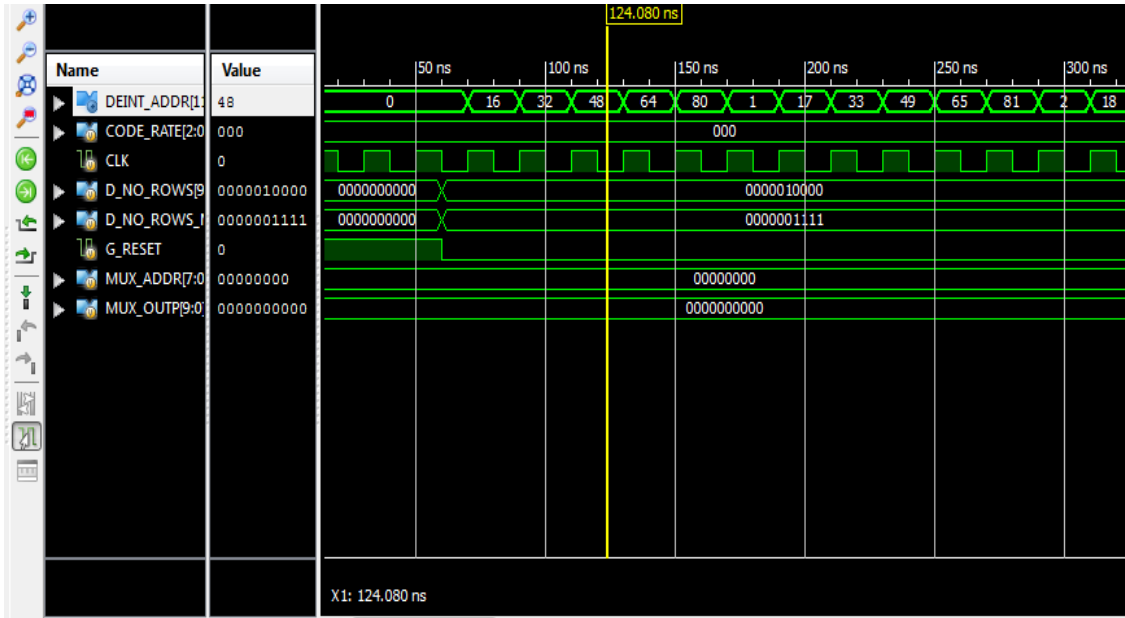 124.080 ns
Name Value 50 ns 100 ns 150 ns 200 ns 250 ns 300 ns
DEINT_ADDR[11 48 0 16 32 48 64 80 1 17 33 49 65 81 2 18
CODE_RATE[2:0 000 000
CLK 0
D_NO_ROWS[9 0000010000 0000000000 0000010000
D_NO_ROWS_ 0000001111 0000000000 0000001111
G_RESET 0
MUX_ADDR[7:0 00000000 00000000
MUX_OUTP[9:0] 0000000000 0000000000
X1: 124.080 ns